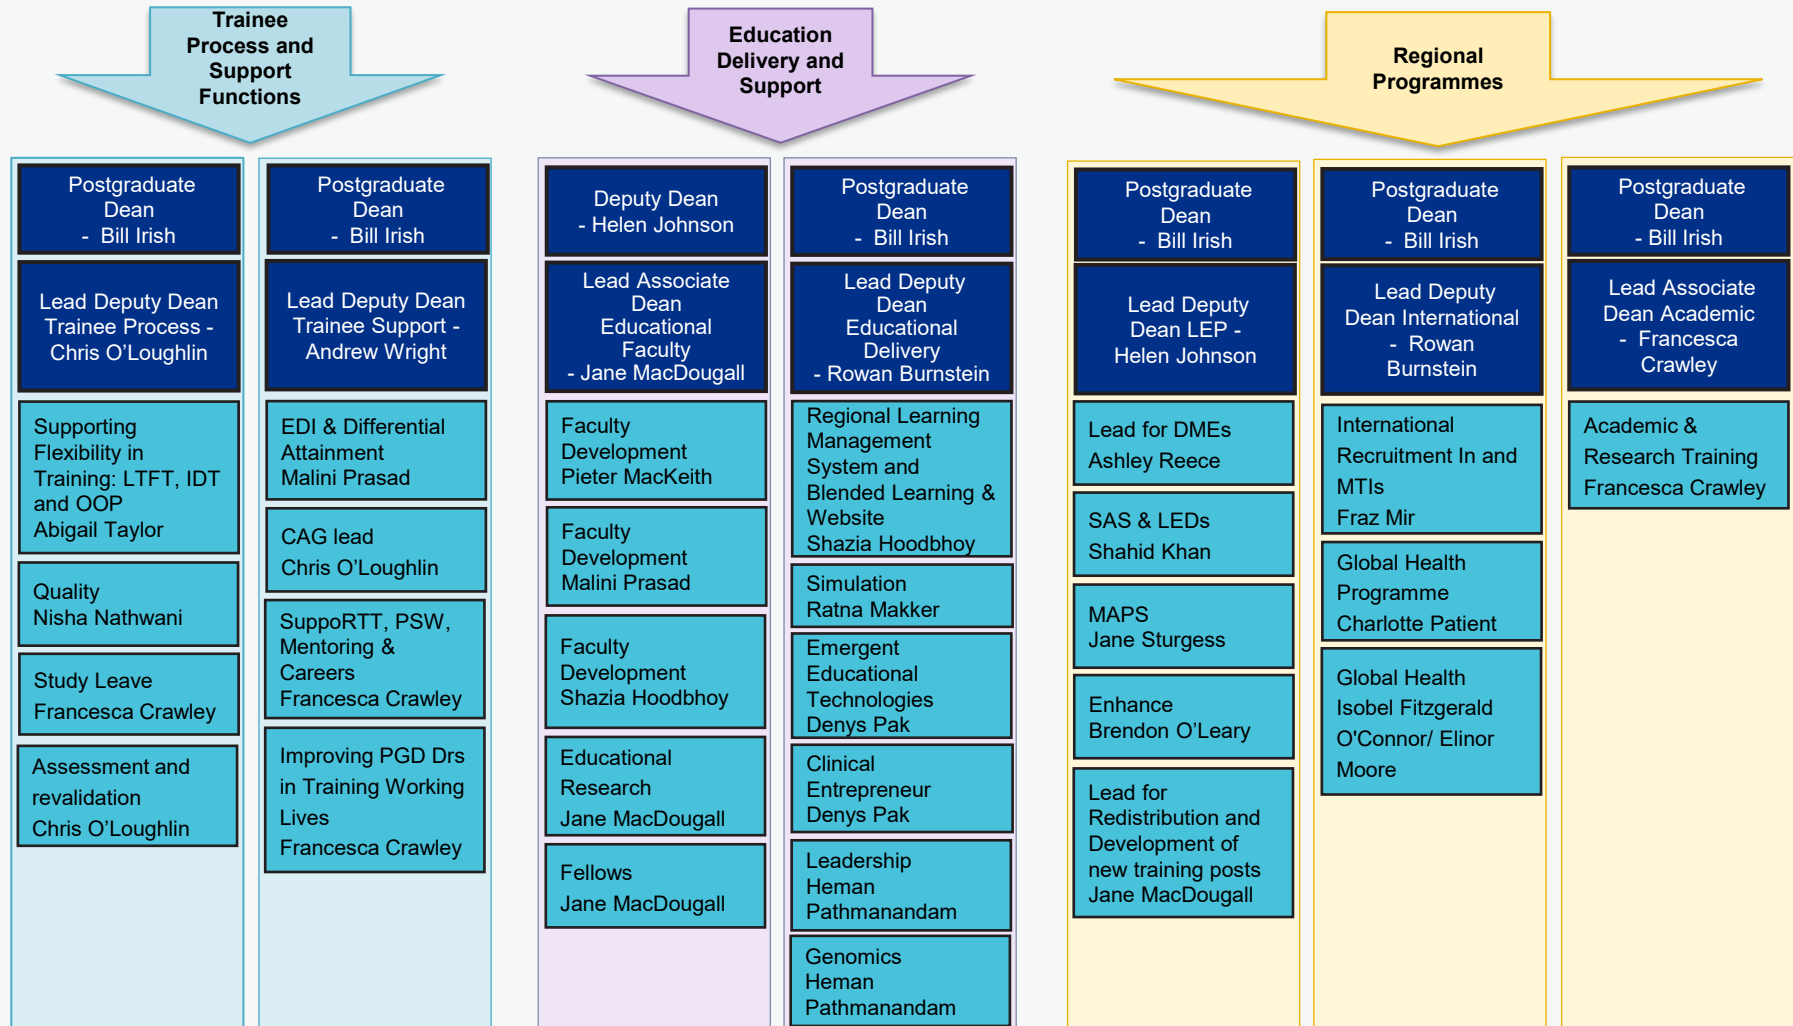 Trainee
Process and
Support
Functions
Education
Delivery and
Support
Regional
Programmes
Postgraduate
Dean
- Bill Irish
Lead Deputy Dean
Trainee Process -
Chris O’Loughlin
Supporting
Flexibility in
Training: LTFT, IDT
and OOP
Abigail Taylor
Quality
Nisha Nathwani
Study Leave
Francesca Crawley
Assessment and
revalidation
Chris O’Loughlin
Postgraduate
Dean
- Bill Irish
Lead Deputy Dean
Trainee Support -
Andrew Wright
EDI & Differential
Attainment
Malini Prasad
CAG lead
Chris O’Loughlin
SuppoRTT, PSW,
Mentoring &
Careers
Francesca Crawley
Improving PGD Drs
in Training Working
Lives
Francesca Crawley
Deputy Dean
- Helen Johnson
Lead Associate
Dean
Educational
Faculty
- Jane MacDougall
Faculty
Development
Pieter MacKeith
Faculty
Development
Malini Prasad
Faculty
Development
Shazia Hoodbhoy
Educational
Research
Jane MacDougall
Fellows
Jane MacDougall
Postgraduate
Dean
- Bill Irish
Lead Deputy
Dean
Educational
Delivery
- Rowan Burnstein
Regional Learning
Management
System and
Blended Learning &
Website
Shazia Hoodbhoy
Simulation
Ratna Makker
Emergent
Educational
Technologies
Denys Pak
Clinical
Entrepreneur
Denys Pak
Leadership
Heman
Pathmanandam
Genomics
Heman
Pathmanandam
Postgraduate
Dean
- Bill Irish
Lead Deputy
Dean LEP -
Helen Johnson
Lead for DMEs
Ashley Reece
SAS & LEDs
Shahid Khan
MAPS
Jane Sturgess
Enhance
Brendon O’Leary
Lead for
Redistribution and
Development of
new training posts
Jane MacDougall
Postgraduate
Dean
- Bill Irish
Lead Deputy
Dean International
- Rowan
Burnstein
International
Recruitment In and
MTIs
Fraz Mir
Global Health
Programme
Charlotte Patient
Global Health
Isobel Fitzgerald
O'Connor/ Elinor
Moore
Postgraduate
Dean
- Bill Irish
Lead Associate
Dean Academic
- Francesca
Crawley
Academic &
Research Training
Francesca Crawley